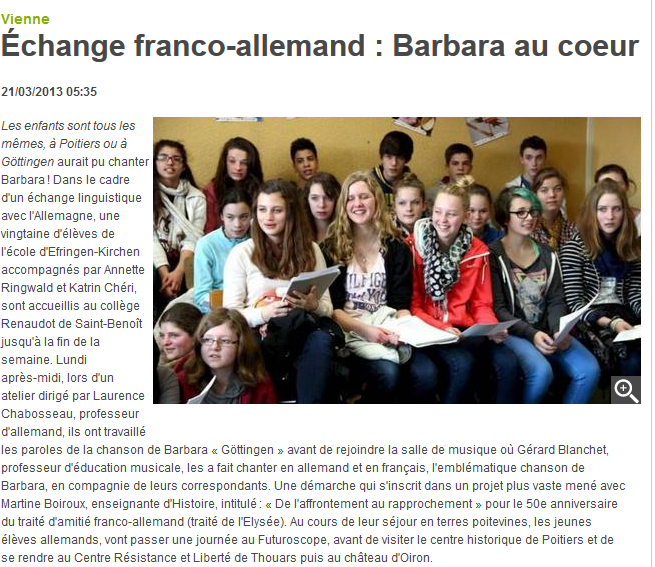 Vienne
Échange franco-allemand : Barbara au coeur
21/03/2013 05:35
Les enfants sont tous les
mêmes, à Poitiers ou à
Göttingen aurait pu chanter
Barbara ! Dans le cadre
d'un échange linguistique
avec l'Allemagne, une
vingtaine d'élèves de
l'école d'Efringen-Kirchen
accompagnés par Annette
Ringwald et Katrin Chéri,
sont accueillis au collège
Renaudot de Saint-Benoît
jusqu'à la fin de la
semaine. Lundi
après-midi, lors d'un
atelier dirigé par Laurence
Chabosseau, professeur
d'allemand, ils ont travaillé
les paroles de la chanson de Barbara « Göttingen » avant de rejoindre la salle de musique où Gérard Blanchet,
professeur d'éducation musicale, les a fait chanter en allemand et en français, l'emblématique chanson de
Barbara, en compagnie de leurs correspondants. Une démarche qui s'inscrit dans un projet plus vaste mené avec
Martine Boiroux, enseignante d'Histoire, intitulé : « De l'affrontement au rapprochement » pour le 50e anniversaire
du traité d'amitié franco-allemand (traité de l'Elysée). Au cours de leur séjour en terres poitevines, les jeunes
élèves allemands, vont passer une journée au Futuroscope, avant de visiter le centre historique de Poitiers et de
se rendre au Centre Résistance et Liberté de Thouars puis au château d'Oiron.